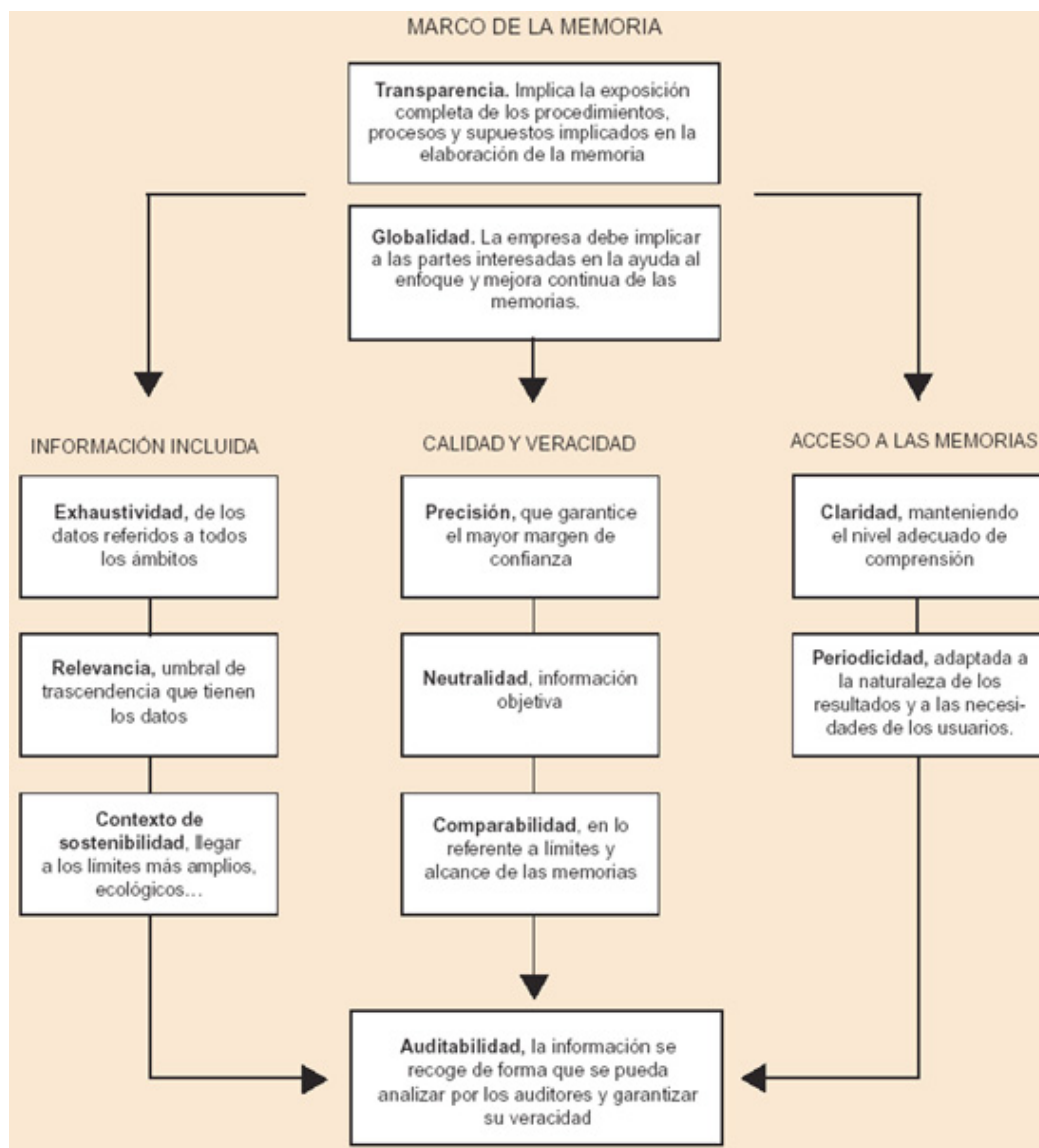 MARCO DE LA MEMORIA
Transparencia. Implica la exposición
completa de los procedimientos,
procesos y supuestos implicados en la
elaboración de la memoria
Globalidad. La empresa debe implicar
a las partes interesadas en la ayuda al
enfoque y mejora continua de las
memorias.
INFORMACIÓN INCLUIDA
Exhaustividad, de los
datos referidos a todos
los ámbitos
Relevancia, umbral de
trascendencia que tienen
los datos
Contexto de
sostenibilidad, llegar
a los límites más amplios,
ecológicos...
CALIDAD Y VERACIDAD
Precisión, que garantice
el mayor margen de
confianza
Neutralidad, información
objetiva
Comparabilidad, en lo
referente a límites y
alcance de las memorias
ACCESO A LAS MEMORIAS
Claridad, manteniendo
el nivel adecuado de
comprensión
Periodicidad, adaptada a
la naturaleza de los
resultados y a las necesi-
dades de los usuarios.
Auditabilidad, la información se
recoge de forma que se pueda
analizar por los auditores y garantizar
su veracidad